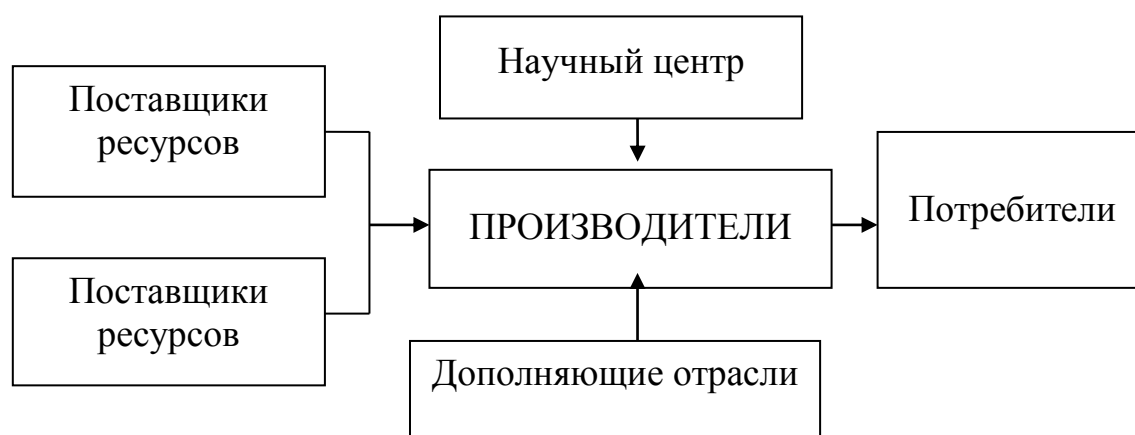 Научный центр
Поставщики
ресурсов
ПРОИЗВОДИТЕЛИ
Потребители
Поставщики
ресурсов
Дополняющие отрасли